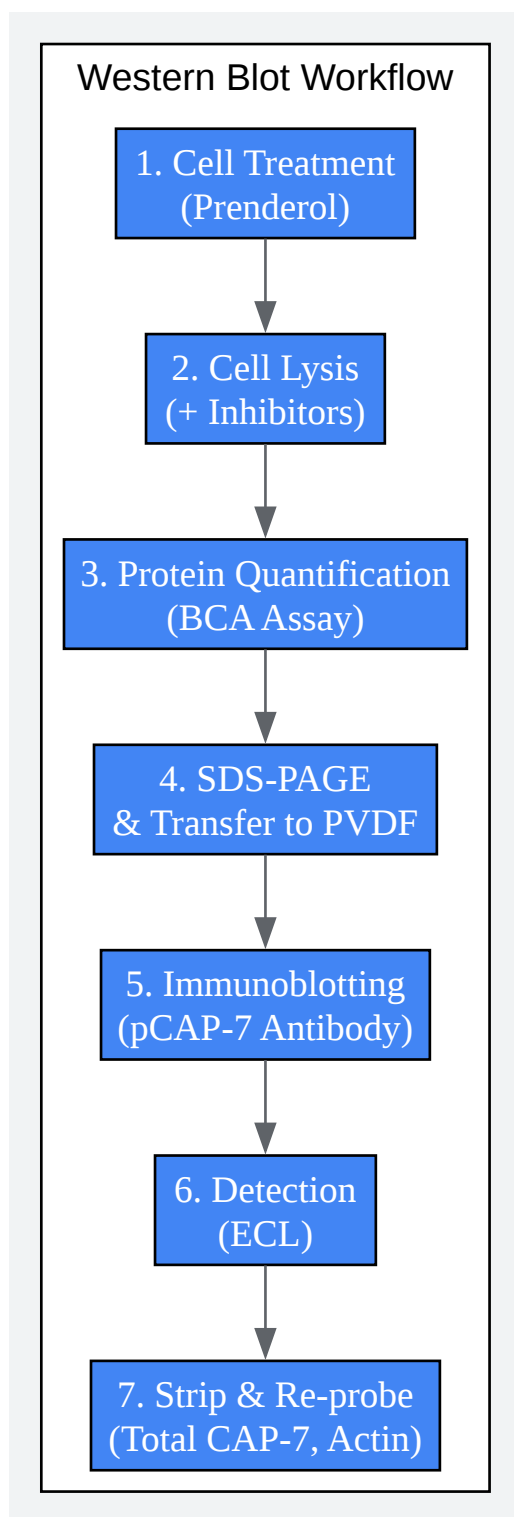 Western Blot Workflow
1. Cell Treatment
(Prenderol)
2. Cell Lysis
(+ Inhibitors)
3. Protein Quantification
(BCA Assay)
4. SDS-PAGE
& Transfer to PVDF
5. Immunoblotting
(pCAP-7 Antibody)
6. Detection
(ECL)
7. Strip & Re-probe
(Total CAP-7, Actin)